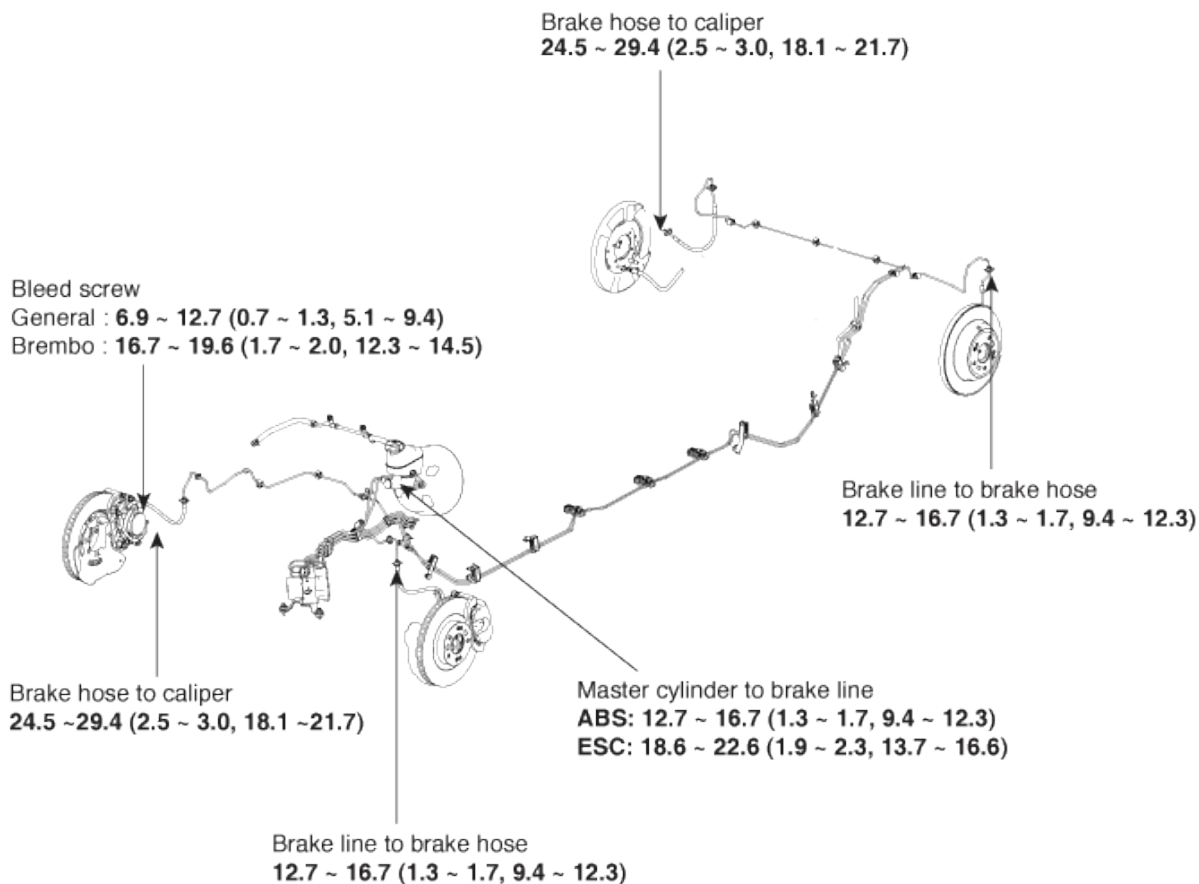 Brake hose to caliper
24.5 ~ 29.4 (2.5 ~ 3.0, 18.1 ~ 21.7)
Bleed screw
General : 6.9 ~ 12.7 (0.7 ~ 1.3, 5.1 ~ 9.4)
Brembo : 16.7 ~ 19.6 (1.7 ~ 2.0, 12.3 ~ 14.5)
Brake line to brake hose
12.7 ~ 16.7 (1.3 ~ 1.7, 9.4 ~ 12.3)
Brake hose to caliper
24.5 ~29.4 (2.5 ~ 3.0, 18.1 ~21.7)
Master cylinder to brake line
ABS: 12.7 ~ 16.7 (1.3 ~ 1.7, 9.4 ~ 12.3)
ESC: 18.6 ~ 22.6 (1.9 ~ 2.3, 13.7 ~ 16.6)
Brake line to brake hose
12.7 ~ 16.7 (1.3 ~ 1.7, 9.4 ~ 12.3)